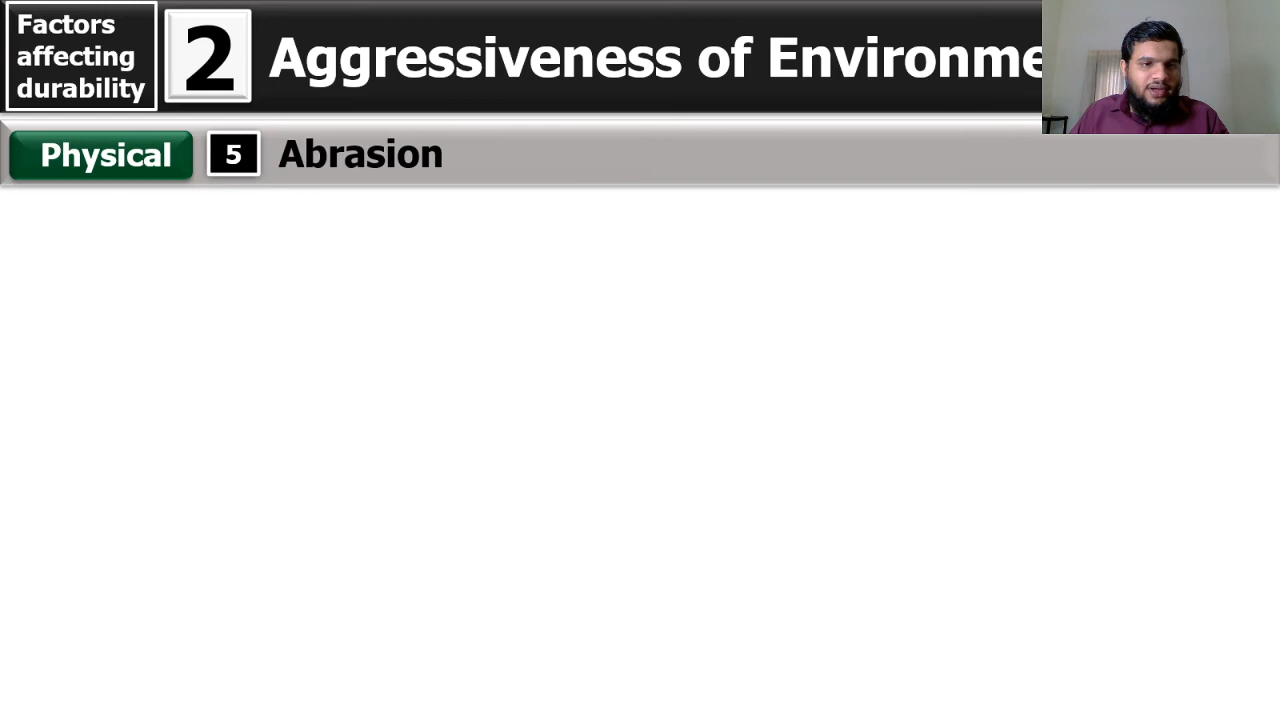 Factors
affecting
durability
2
Aggressiveness of Environme
Physical
5
Abrasion